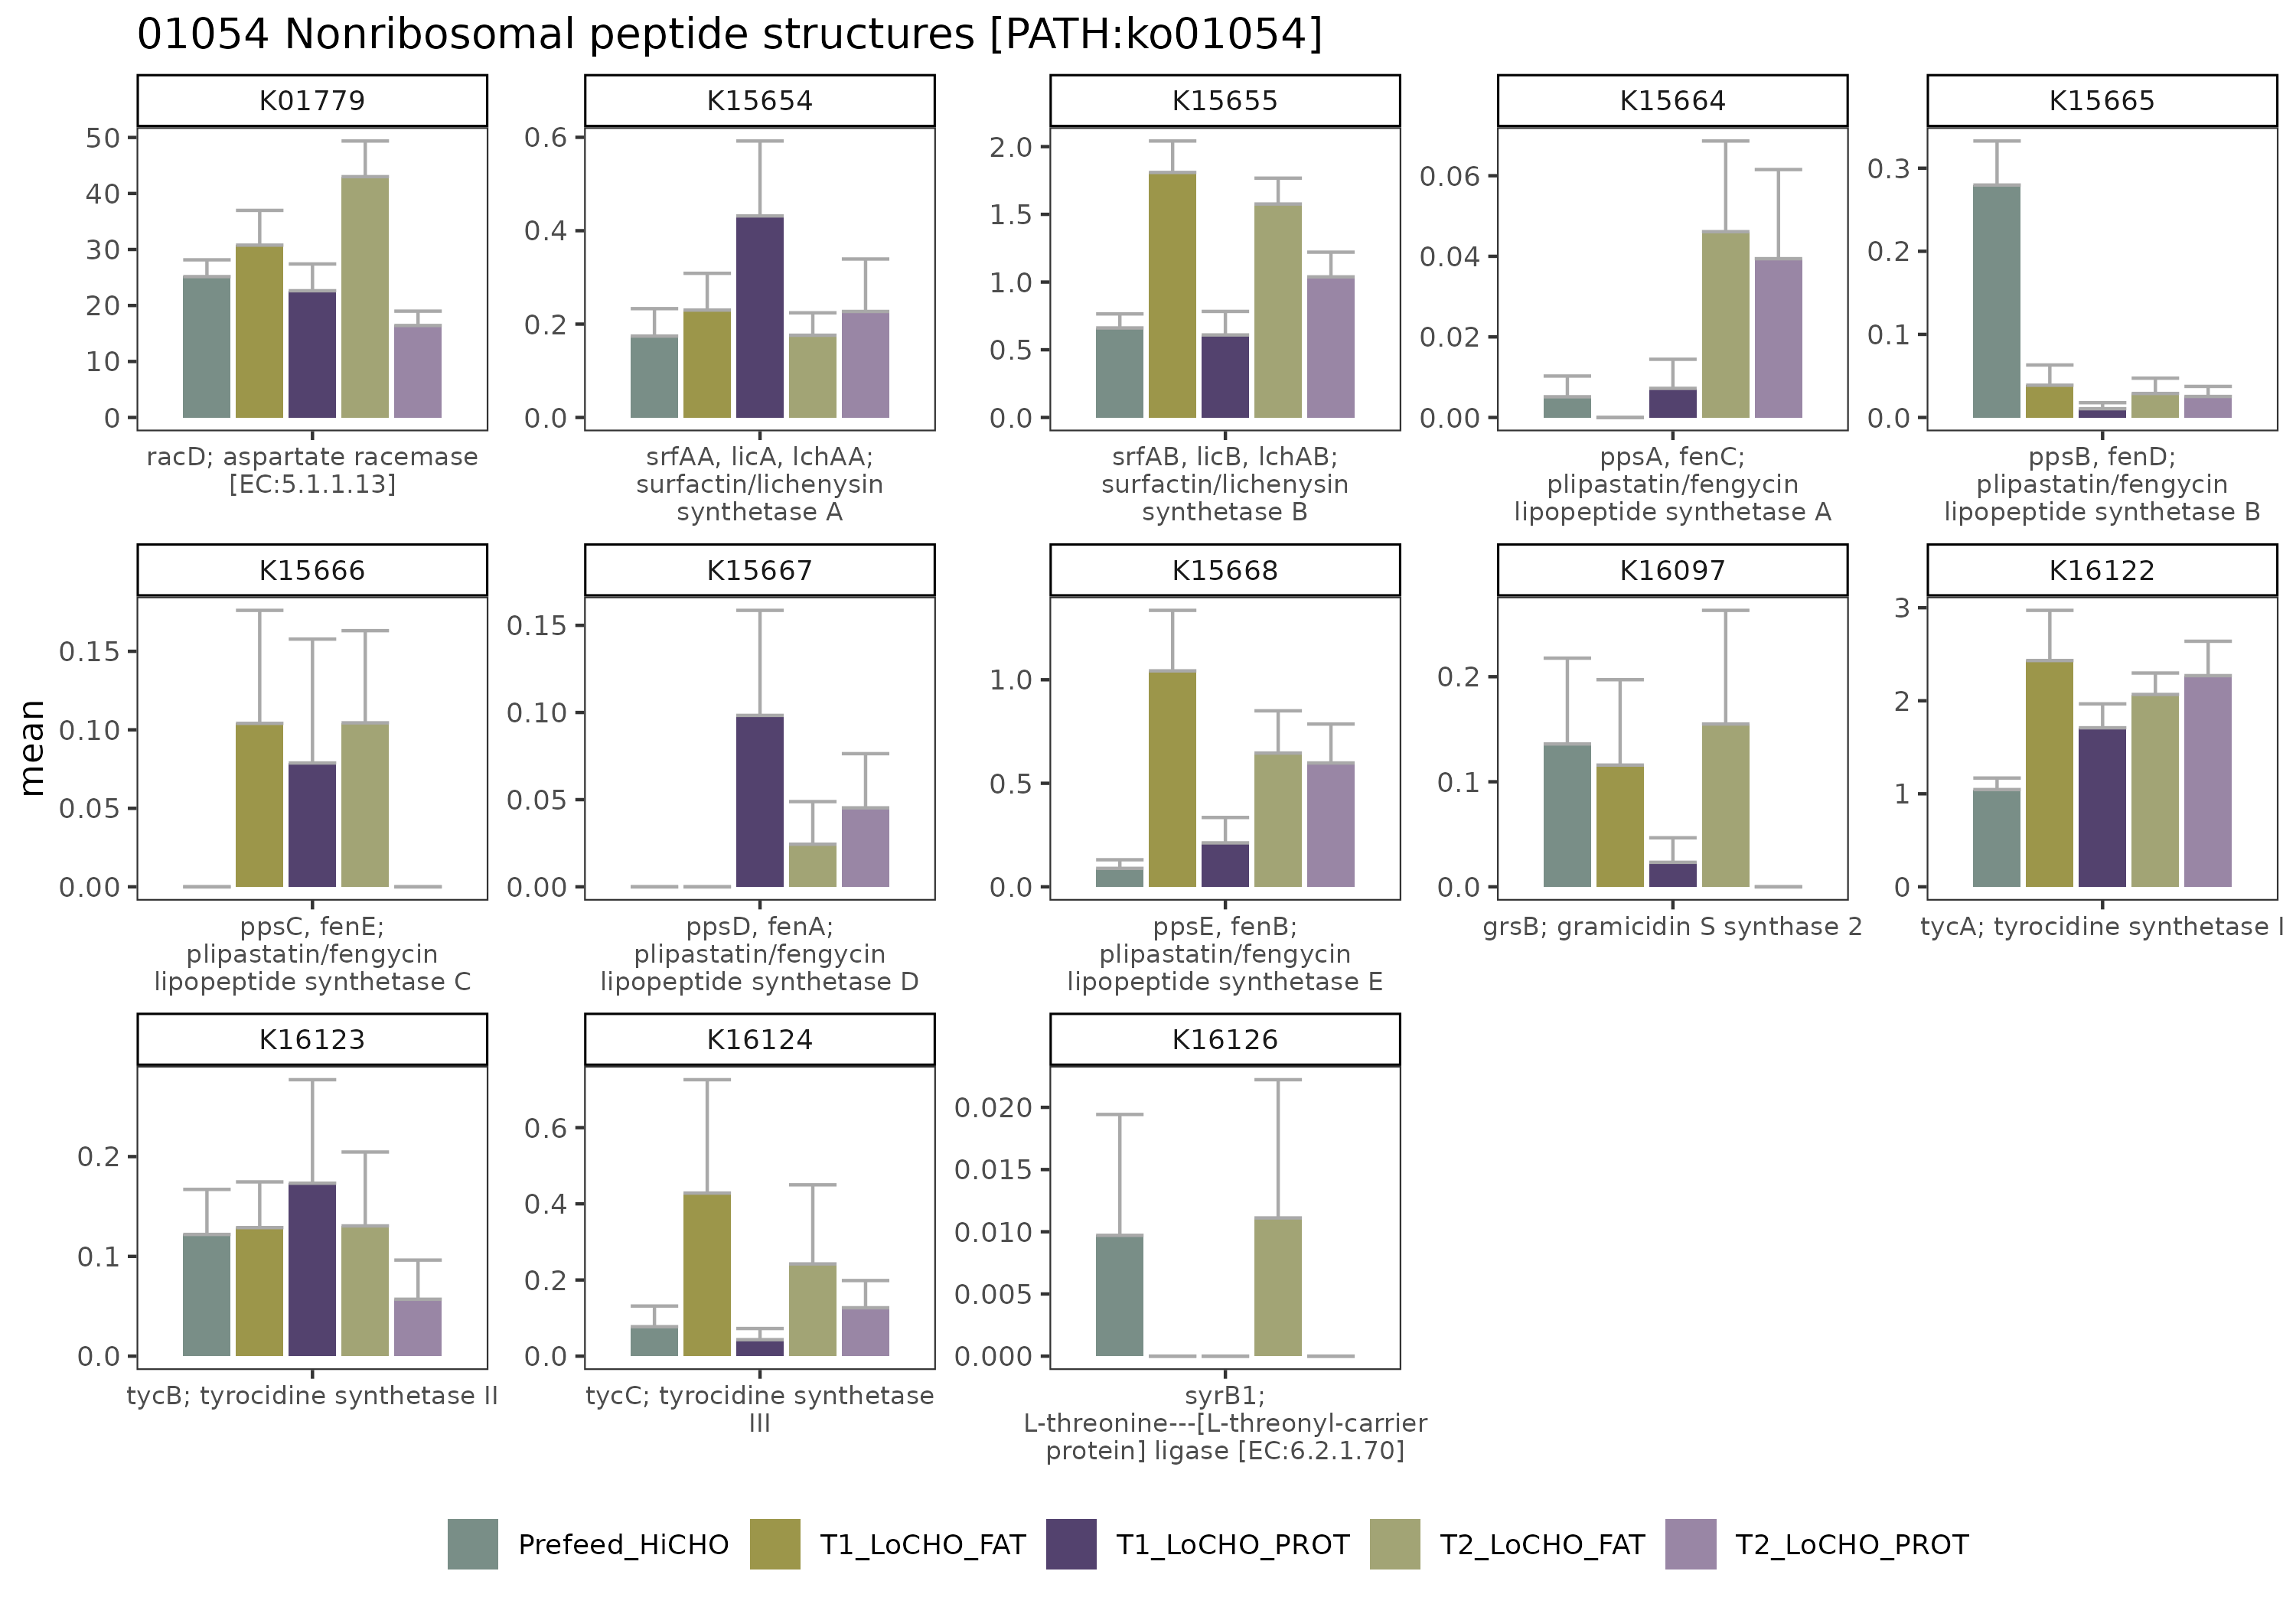 01054 Nonribosomal peptide structures [PATH:ko01054]
K01779
K15654
K15655
K15664
K15665
50
40
30
20
10
0
0.6
0.4
0.2
0.0
2.0
1.5
1.0
0.5
0.0
0.06
0.04
0.02
0.00
0.3
0.2
0.1
0.0
racD; aspartate racemase
[EC:5.1.1.13]
srfAA, licA, lchAA;
surfactin/lichenysin
synthetase A
srfAB, licB, lchAB;
surfactin/lichenysin
synthetase B
ppsA, fenC;
plipastatin/fengycin
lipopeptide synthetase A
ppsB, fenD;
plipastatin/fengycin
lipopeptide synthetase B
mean
K15666
K15667
K15668
K16097
K16122
0.15
0.10
0.05
0.00
0.15
0.10
0.05
0.00
1.0
0.5
0.0
0.2
0.1
0.0
3
2
1
0
ppsC, fenE;
plipastatin/fengycin
lipopeptide synthetase C
ppsD, fenA;
plipastatin/fengycin
lipopeptide synthetase D
ppsE, fenB;
plipastatin/fengycin
lipopeptide synthetase E
grsB; gramicidin S synthase 2
tycA; tyrocidine synthetase I
K16123
K16124
K16126
0.2
0.1
0.0
0.6
0.4
0.2
0.0
0.020
0.015
0.010
0.005
0.000
tycB; tyrocidine synthetase II
tycC; tyrocidine synthetase
III
syrB1;
L-threonine---[L-threonyl-carrier
protein] ligase [EC:6.2.1.70]
Prefeed_HiCHO
T1_LoCHO_FAT
T1_LoCHO_PROT
T2_LoCHO_FAT
T2_LoCHO_PROT